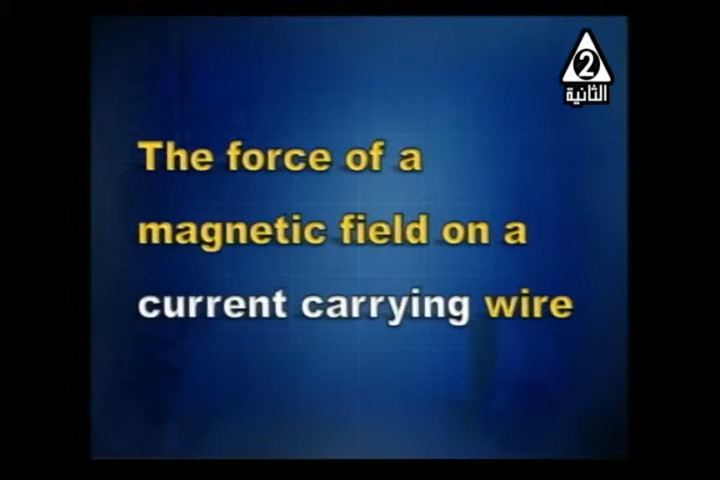 2
الثانية
The force of a
magnetic field on a
current carrying wire